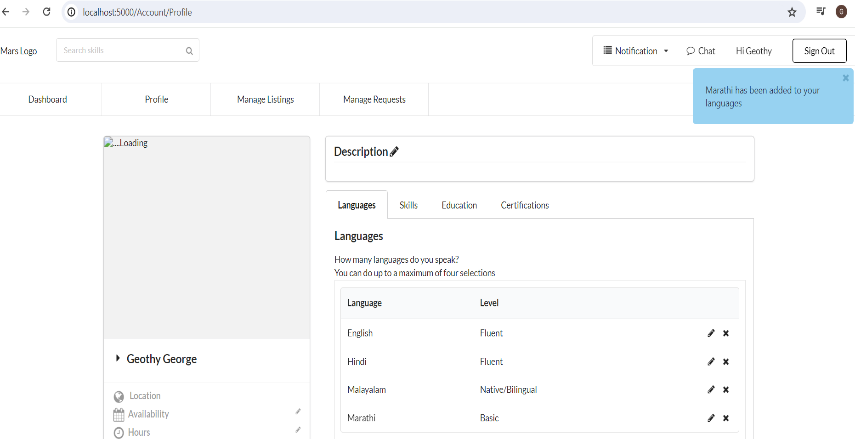 localhost:5000/Account/Profile
G
Mars Logo
Search skills
Notification
Chat
Hi Geothy
Sign Out
Marathi has been added to your
languages
Dashboard
Profile
Manage Listings
Manage Requests
...Loading
Geothy George
Location
Availability
Hours
Description
Languages
Skills
Education
Certifications
Languages
How many languages do you speak?
You can do up to a maximum of four selections
Language Level
English Fluent
Hindi Fluent
Malayalam Native/Bilingual
Marathi Basic